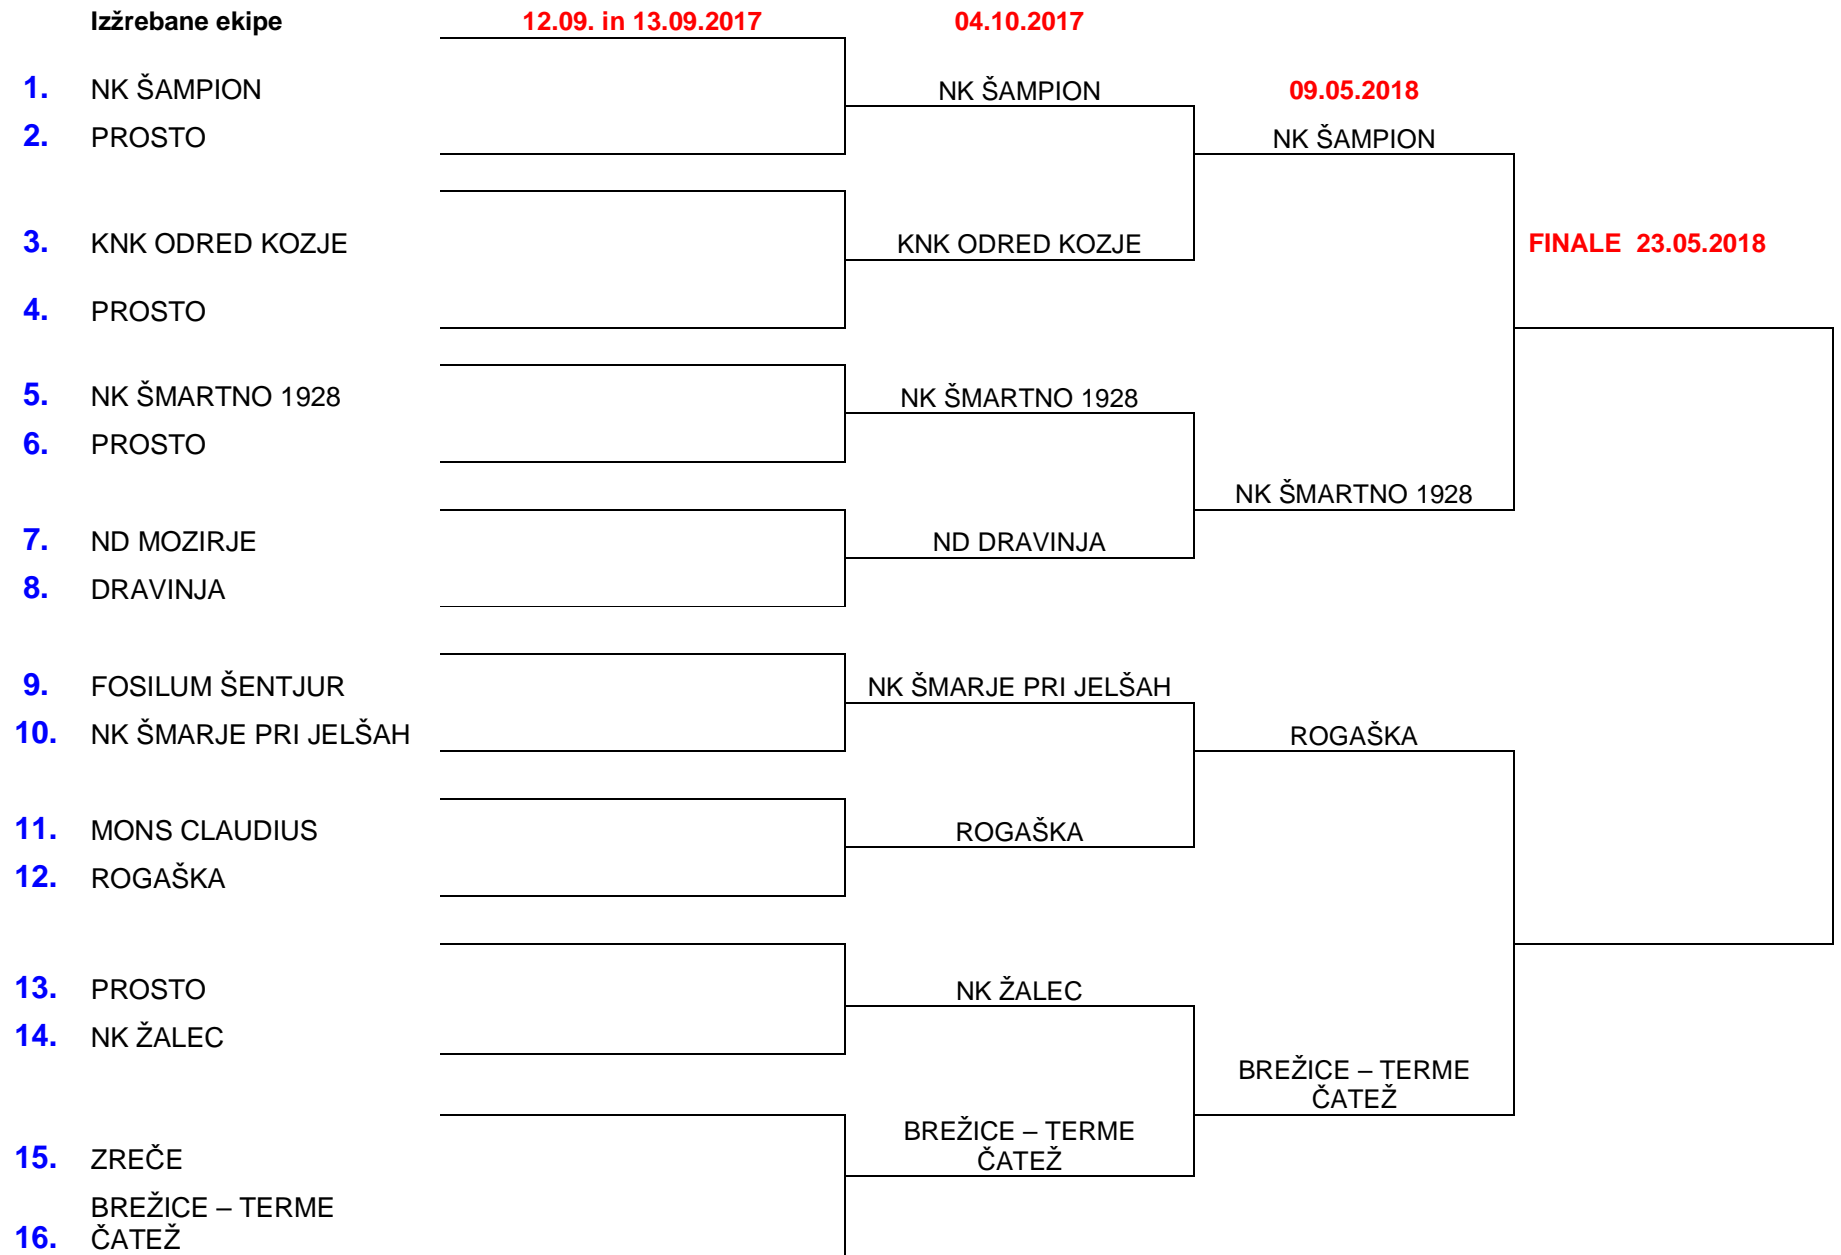 Izžrebane ekipe 12.09. in 13.09.2017 04.10.2017
1. NK ŠAMPION NK ŠAMPION 09.05.2018
2. PROSTO NK ŠAMPION
3. KNK ODRED KOZJE KNK ODRED KOZJE FINALE 23.05.2018
4. PROSTO
5. NK ŠMARTNO 1928 NK ŠMARTNO 1928
6. PROSTO
NK ŠMARTNO 1928
7. ND MOZIRJE ND DRAVINJA
8. DRAVINJA
9. FOSILUM ŠENTJUR NK ŠMARJE PRI JELŠAH
10. NK ŠMARJE PRI JELŠAH ROGAŠKA
11. MONS CLAUDIUS ROGAŠKA
12. ROGAŠKA
13. PROSTO NK ŽALEC
14. NK ŽALEC
BREŽICE – TERME
ČATEŽ
BREŽICE – TERME
15. ZREČE ČATEŽ
BREŽICE – TERME
16. ČATEŽ